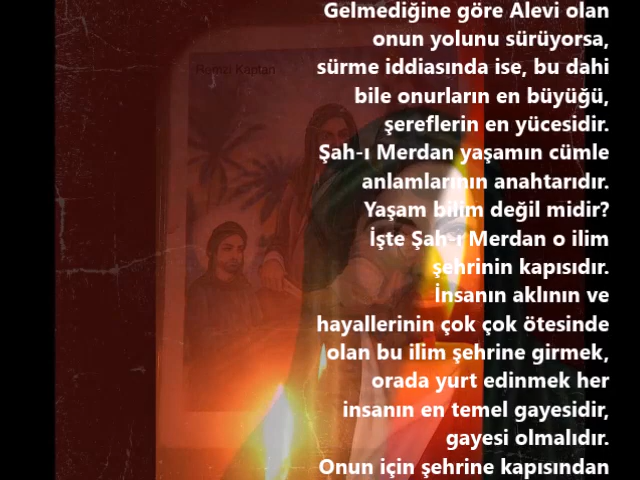 Gelmediğine göre Alevi olan
onun yolunu sürüyorsa,
sürme iddiasında ise, bu dahi
bile onurların en büyüğü,
şereflerin en yücesidir.
Şah-ı Merdan yaşamın cümle
anlamlarının anahtarıdır.
Yaşam bilim değil midir?
İşte Şah-ı Merdan o ilim
şehrinin kapısıdır.
İnsanın aklının ve
hayallerinin çok çok ötesinde
olan bu ilim şehrine girmek,
orada yurt edinmek her
insanın en temel gayesidir,
gayesi olmalıdır.
Onun için şehrine kapısından
Remzi Kaptan